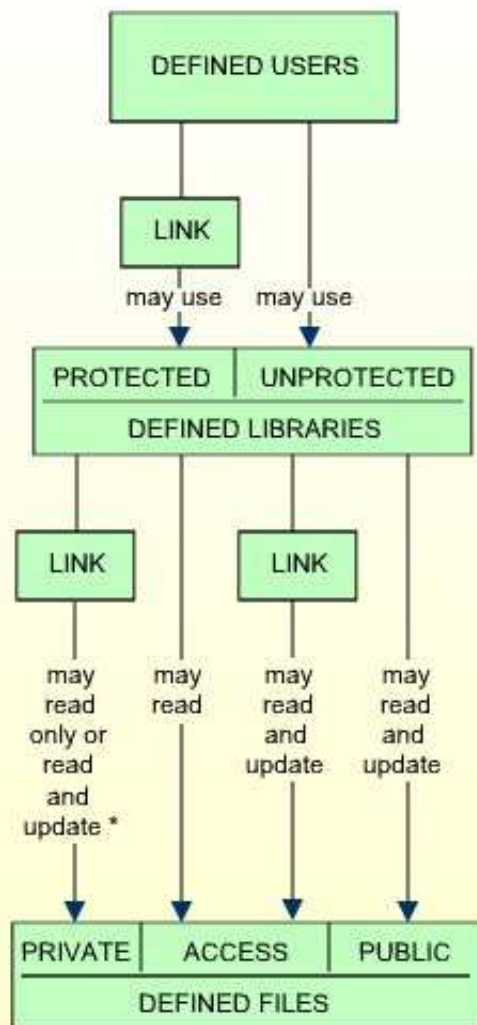 DEFINED USERS
LINK
may use
may use
PROTECTED
UNPROTECTED
DEFINED LIBRARIES
LINK
LINK
may
read
only or
read
and
update *
may
read
may
read
and
update
may
read
and
update
PRIVATE
ACCESS
PUBLIC
DEFINED FILES